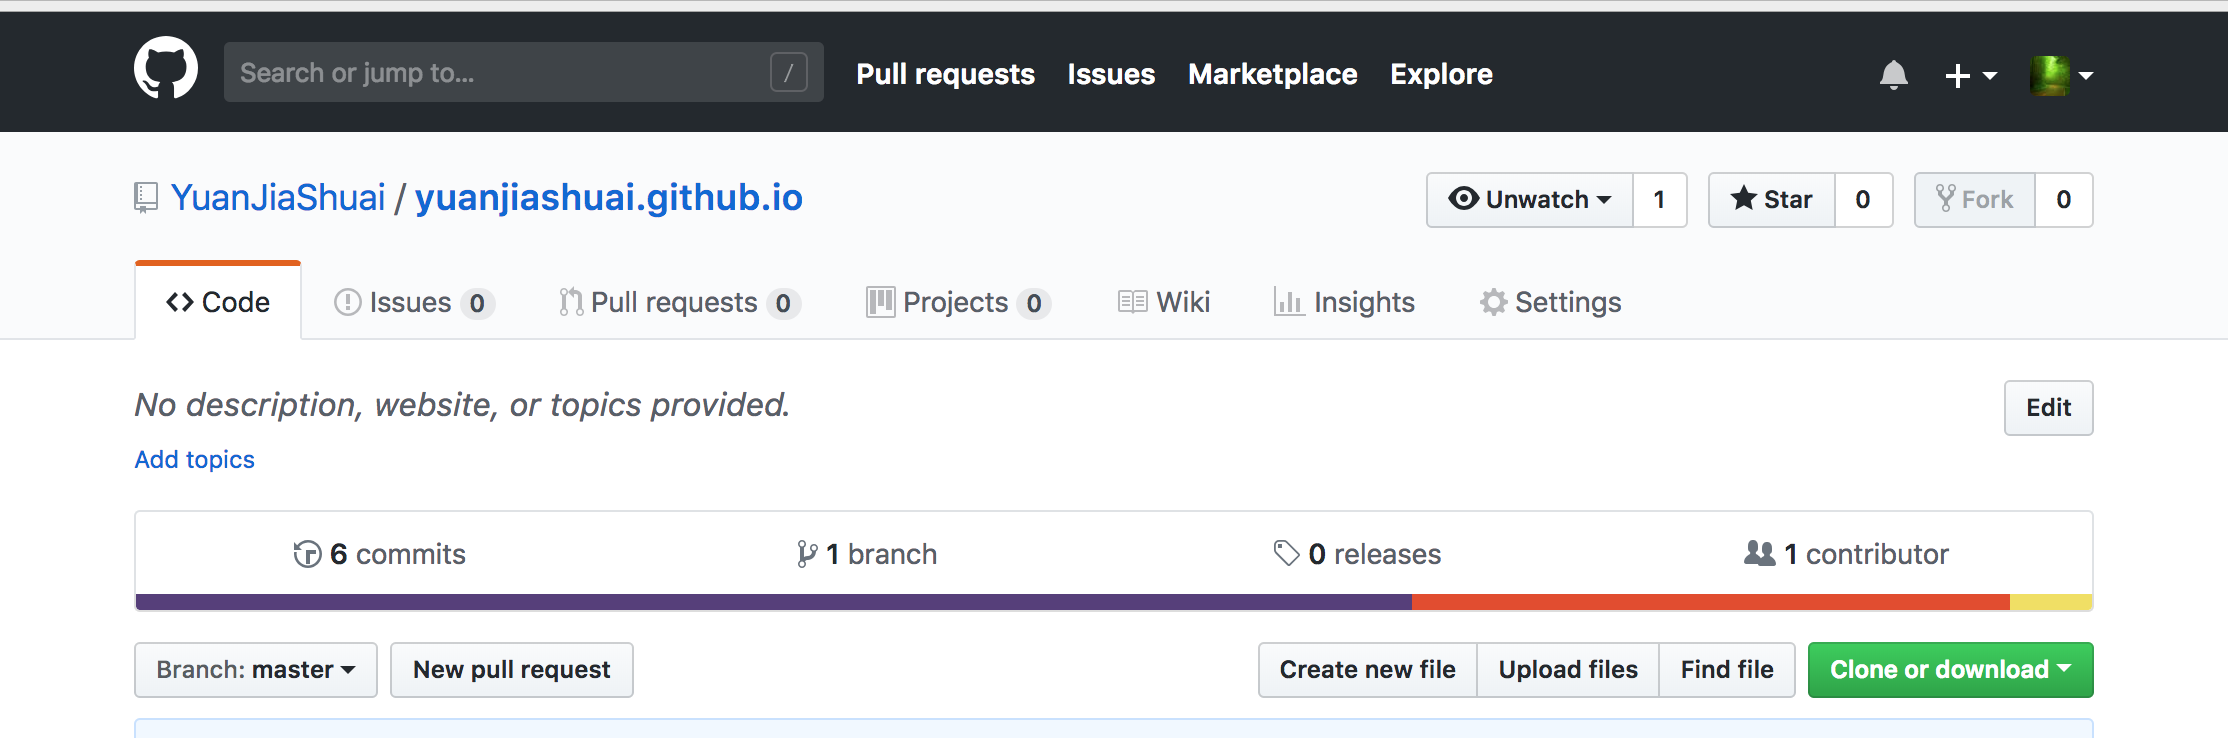 Search or jump to... / Pull requests Issues Marketplace Explore
YuanJiaShuai / yuanjiashuai.github.io Unwatch 1 Star 0 Fork 0
Code Issues 0 Pull requests 0 Projects 0 Wiki Insights Settings
No description, website, or topics provided. Edit
Add topics
6 commits 1 branch 0 releases 1 contributor
Branch: master New pull request Create new file Upload files Find file Clone or download